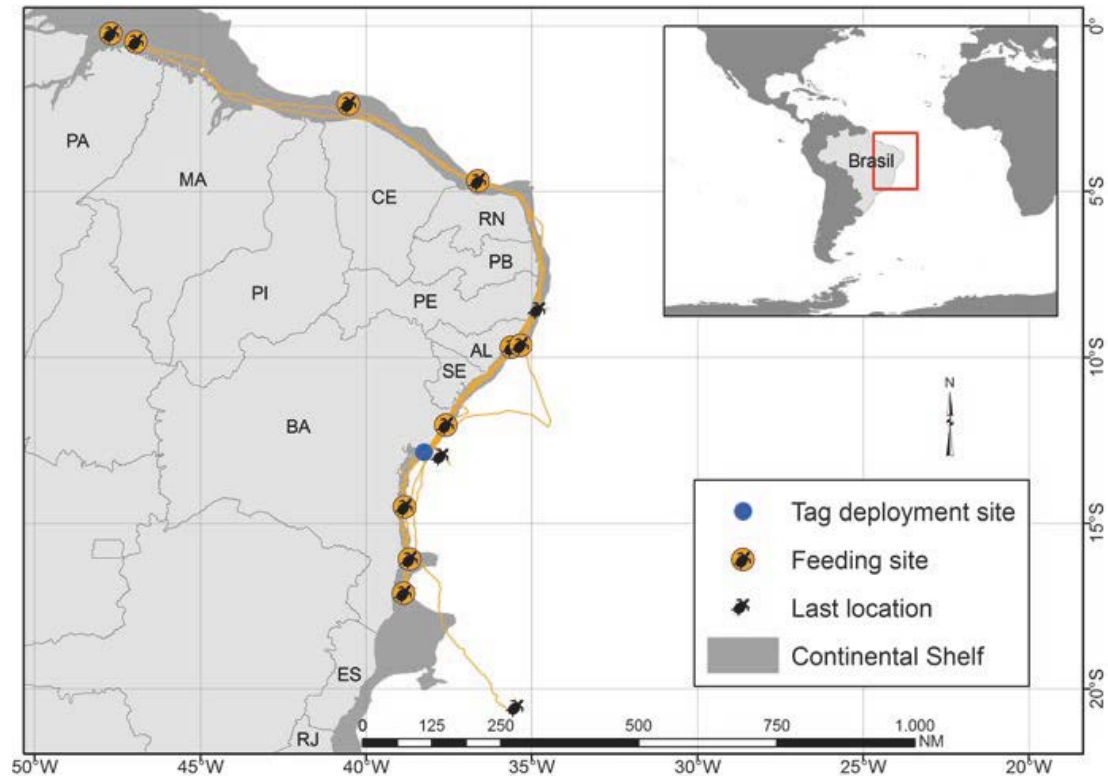 0°
Brasil
PA
MA
CE
5°S
RN
PB
PI
PE
AL
10°S
SE
N
BA
Tag deployment site
15°S
Feeding site
Last location
Continental Shelf
ES
20°S
0 125 250 500 750 1.000
NM
RJ
50°W 45°W 40°W 35°W 30°W 25°W 20°W